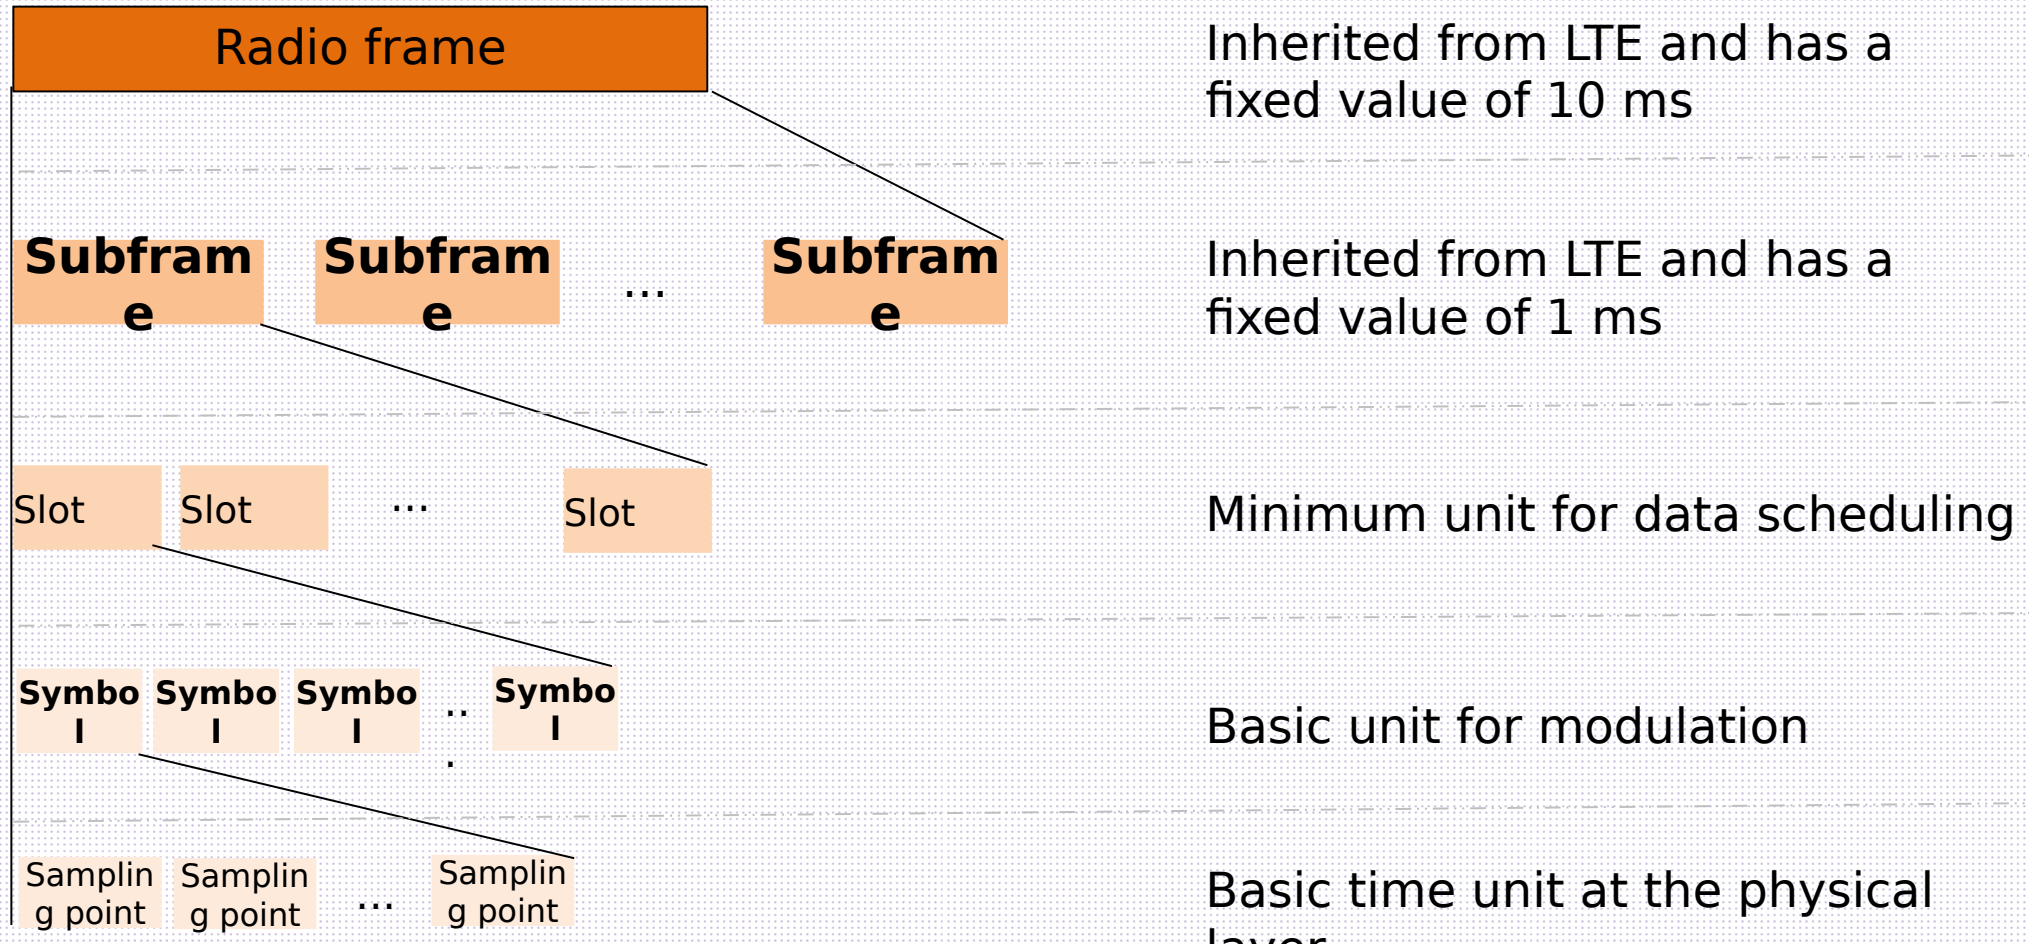 Radio frame
Inherited from LTE and has a
fixed value of 10 ms
Subfram
e
Subfram
e
...
Subfram
e
Inherited from LTE and has a
fixed value of 1 ms
Slot
Slot
...
Slot
Minimum unit for data scheduling
Symbo
l
Symbo
l
Symbo
l
..
.
Symbo
l
Basic unit for modulation
Samplin
g point
Samplin
g point
...
Samplin
g point
Basic time unit at the physical
layer